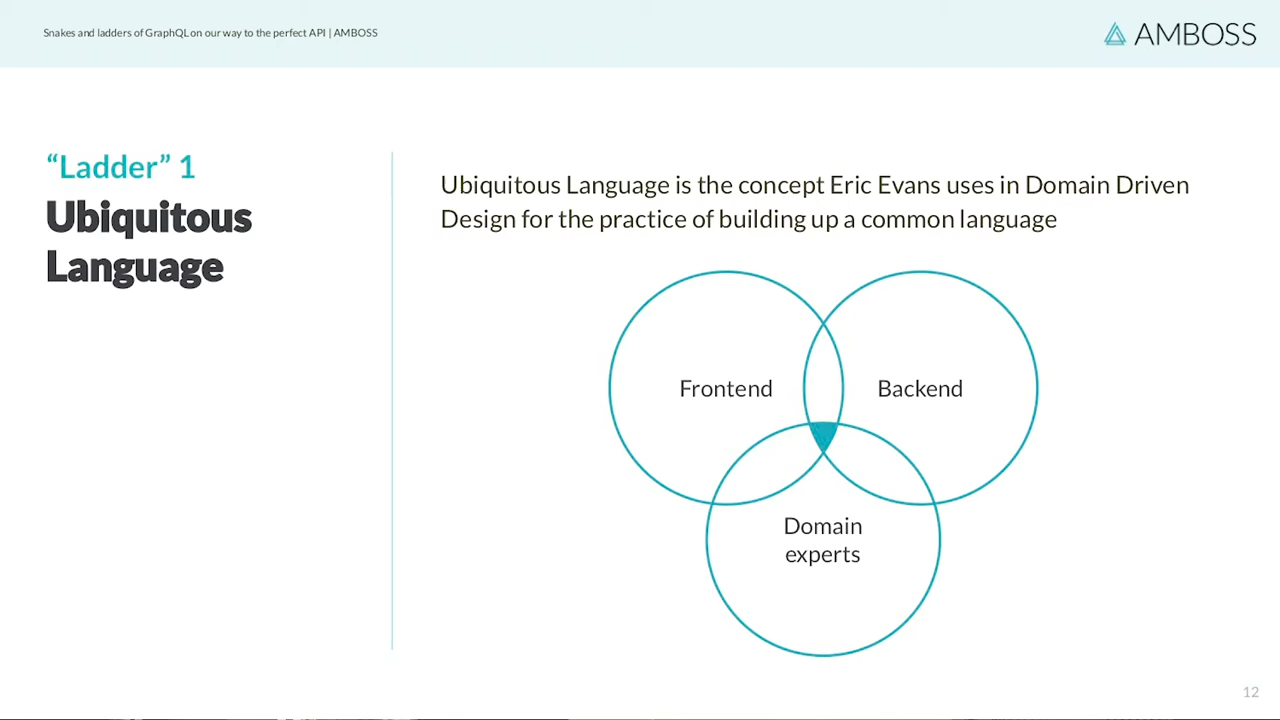 Snakes and ladders of GraphQL on our way to the perfect API | AMBOSS
AMBOSS
“Ladder” 1
Ubiquitous
Language
Ubiquitous Language is the concept Eric Evans uses in Domain Driven
Design for the practice of building up a common language
Frontend
Backend
Domain
experts
12